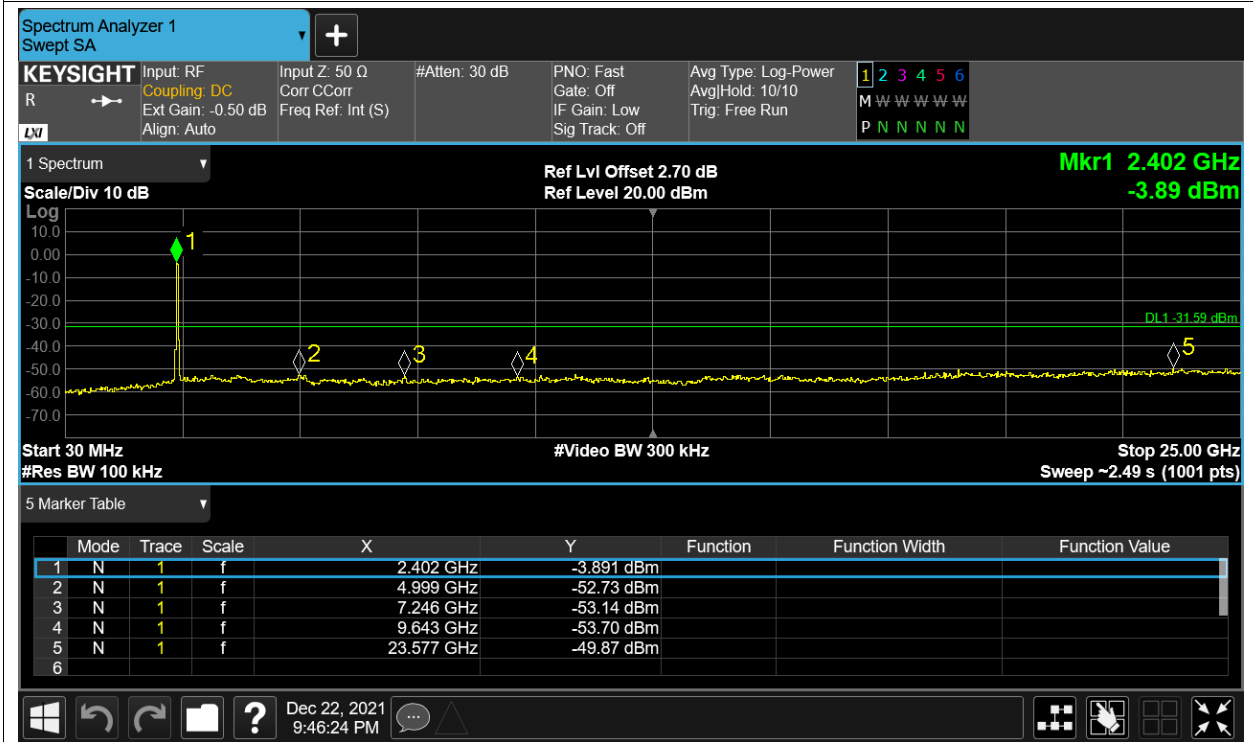 Spectrum Analyzer 1
Swept SA
KEYSIGHT
R
LXI
Input: RF
Coupling: DC
Ext Gain: -0.50 dB
Align: Auto
Input Z: 50 Ω
Corr CCorr
Freq Ref: Int (S)
#Atten: 30 dB
PNO: Fast
Gate: Off
IF Gain: Low
Sig Track: Off
Avg Type: Log-Power
Avg|Hold: 10/10
Trig: Free Run
1 2 3 4 5 6
M W W W W W
P N N N N N
1 Spectrum
Scale/Div 10 dB
Ref Lvl Offset 2.70 dB
Ref Level 20.00 dBm
Mkr1 2.402 GHz
-3.89 dBm
Log
10.0
0.00
-10.0
-20.0
-30.0
-40.0
-50.0
-60.0
-70.0
1
2
3
4
5
DL1 -31.59 dBm
Start 30 MHz
#Res BW 100 kHz
#Video BW 300 kHz
Stop 25.00 GHz
Sweep ~2.49 s (1001 pts)
5 Marker Table
Mode Trace Scale X Y Function Function Width Function Value
1 N 1 f 2.402 GHz -3.891 dBm
2 N 1 f 4.999 GHz -52.73 dBm
3 N 1 f 7.246 GHz -53.14 dBm
4 N 1 f 9.643 GHz -53.70 dBm
5 N 1 f 23.577 GHz -49.87 dBm
6
?
Dec 22, 2021
9:46:24 PM